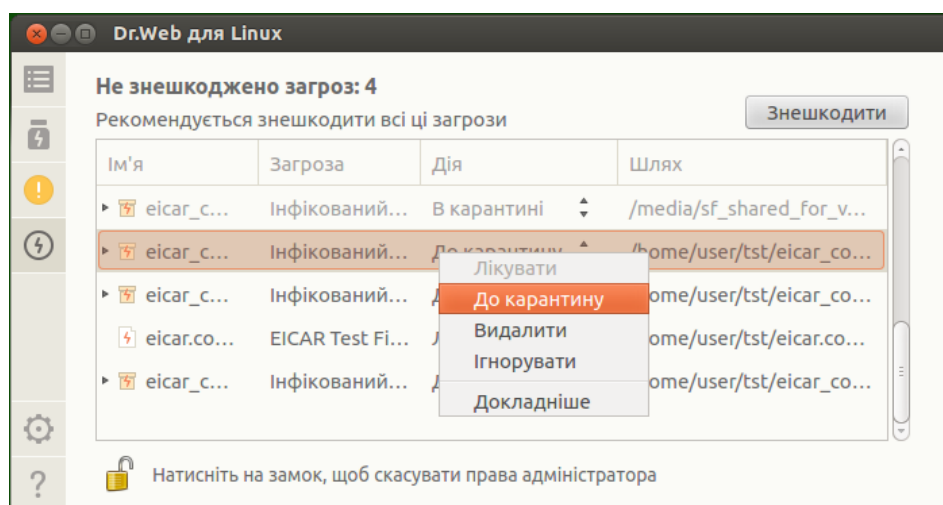 Dr.Web для Linux
Не знешкоджено загроз: 4
Рекомендується знешкодити всі ці загрози
Знешкодити
Ім'я Загроза Дія Шлях
eicar_c... Інфікований... В карантині /media/sf_shared_for_v...
eicar_c... Інфікований... До карантину /home/user/tst/eicar_co...
Лікувати
eicar_c... Інфікований... ome/user/tst/eicar_co...
До карантину
Видалити
eicar.co... EICAR Test Fi... ome/user/tst/eicar.co...
Ігнорувати
eicar_c... Інфікований... ome/user/tst/eicar_co...
Докладніше
Натисніть на замок, щоб скасувати права адміністратора